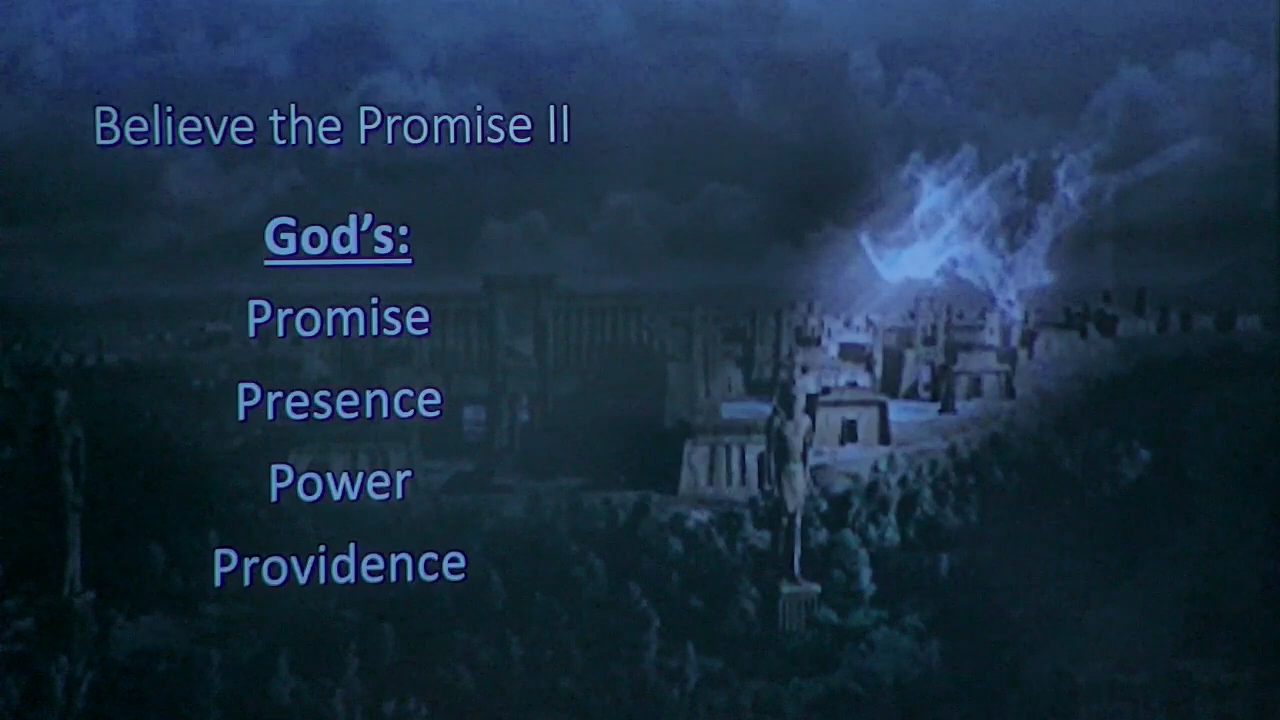 Believe the Promise II
God's:
Promise
Presence
Power
Providence